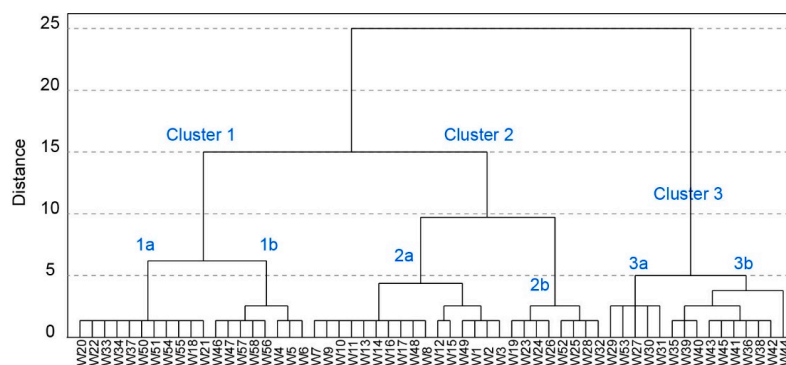 25
20
15
10
5
0
Distance
Cluster 1
Cluster 2
Cluster 3
1a
1b
2a
2b
3a
3b
W20
W22
W33
W34
W37
W50
W51
W54
W55
W18
W21
W46
W47
W57
W58
W56
W4
W5
W6
W7
W9
W10
W11
W13
W14
W16
W17
W48
W8
W12
W15
W49
W1
W2
W3
W19
W23
W24
W26
W52
W25
W28
W32
W29
W53
W27
W30
W31
W35
W39
W40
W43
W45
W41
W36
W38
W42
W44